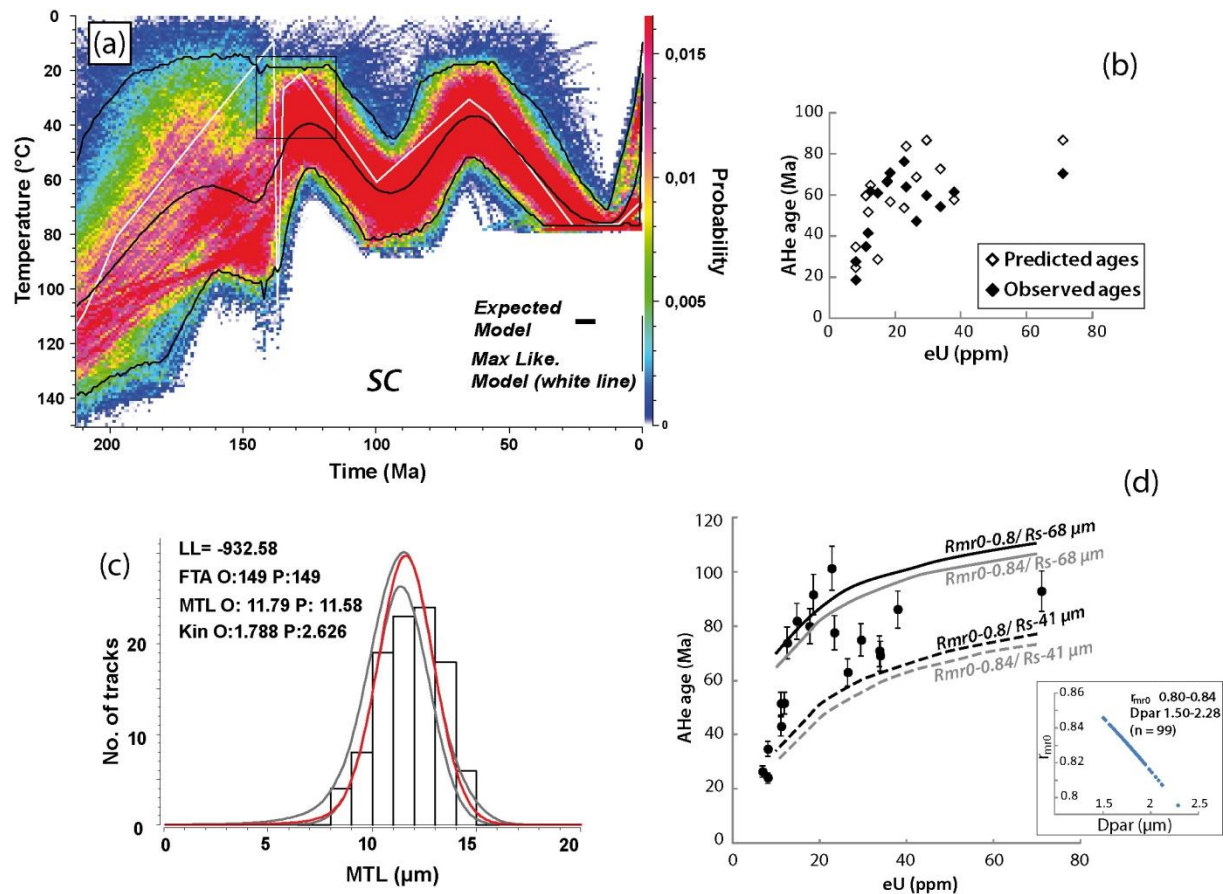 (a)
0
20
40
60
80
100
120
140
Temperature (°C)
200
150
100
50
0
Time (Ma)
Expected
Model
Max Like.
Model (white line)
SC
0,015
0,01
0,005
0
Probability
(b)
100
80
60
40
20
0
AHe age (Ma)
0
20
40
60
80
eU (ppm)
Predicted ages
Observed ages
(c)
LL= -932.58
FTA O:149 P:149
MTL O: 11.79 P: 11.58
Kin O:1.788 P:2.626
20
10
0
No. of tracks
0
5
10
15
20
MTL (µm)
(d)
120
100
80
60
40
20
0
AHe age (Ma)
0
20
40
60
80
eU (ppm)
Rmr0-0.8/ Rs-68 µm
Rmr0-0.84/ Rs-68 µm
Rmr0-0.8/ Rs-41 µm
Rmr0-0.84/ Rs-41 µm
0.86
0.84
0.82
0.8
rmr0
rmr0 0.80-0.84
Dpar 1.50-2.28
(n = 99)
1.5
2
2.5
Dpar (µm)